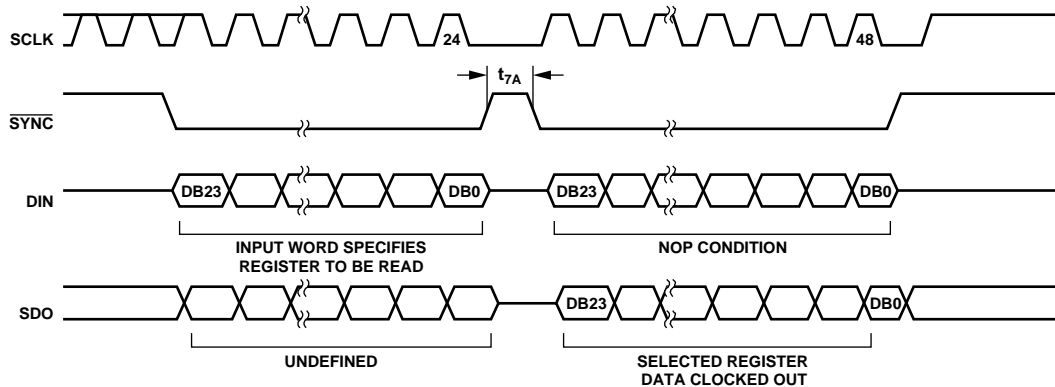 SCLK
24
48
t7A
SYNC
DIN
DB23
DB0
DB23
DB0
INPUT WORD SPECIFIES
REGISTER TO BE READ
NOP CONDITION
SDO
DB23
DB0
UNDEFINED
SELECTED REGISTER
DATA CLOCKED OUT